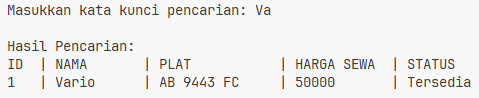 Masukkan kata kunci pencarian: Va
Hasil Pencarian:
ID | NAMA | PLAT | HARGA SEWA | STATUS
1 | Vario | AB 9443 FC | 50000 | Tersedia